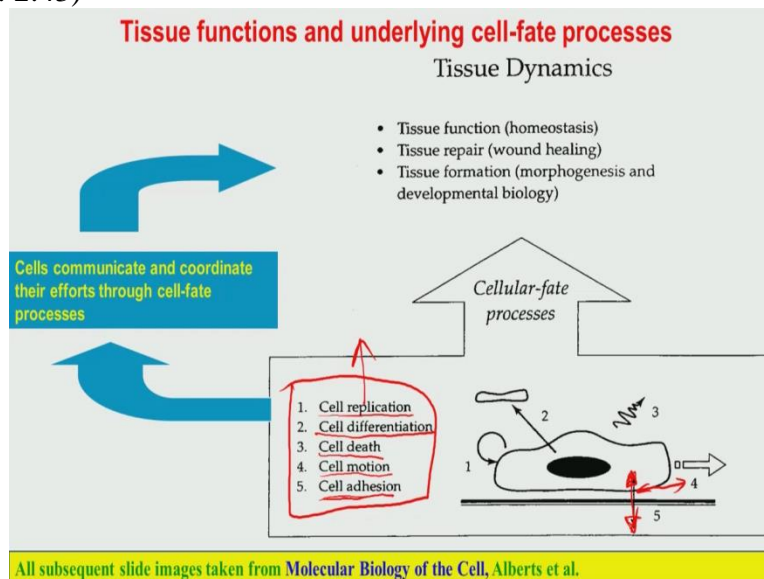 Tissue functions and underlying cell-fate processes
Tissue Dynamics
• Tissue function (homeostasis)
• Tissue repair (wound healing)
• Tissue formation (morphogenesis and
developmental biology)
Cells communicate and coordinate
their efforts through cell-fate
processes
Cellular-fate
processes
1. Cell replication
2. Cell differentiation
3. Cell death
4. Cell motion
5. Cell adhesion
1
2
3
4
5
All subsequent slide images taken from Molecular Biology of the Cell, Alberts et al.